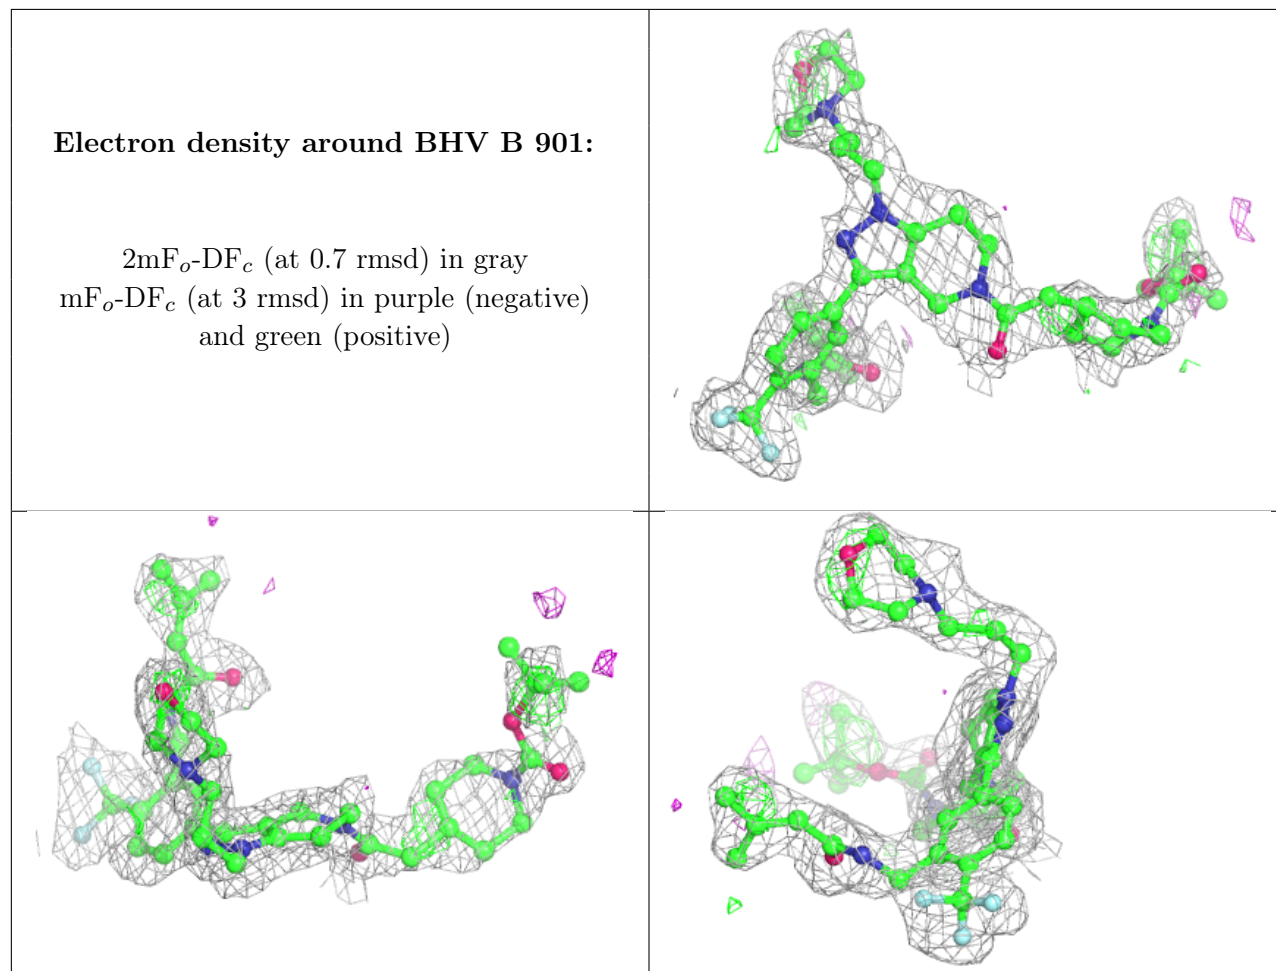 Electron density around BHV B 901:
2mFo-DFc (at 0.7 rmsd) in gray
mFo-DFc (at 3 rmsd) in purple (negative)
and green (positive)